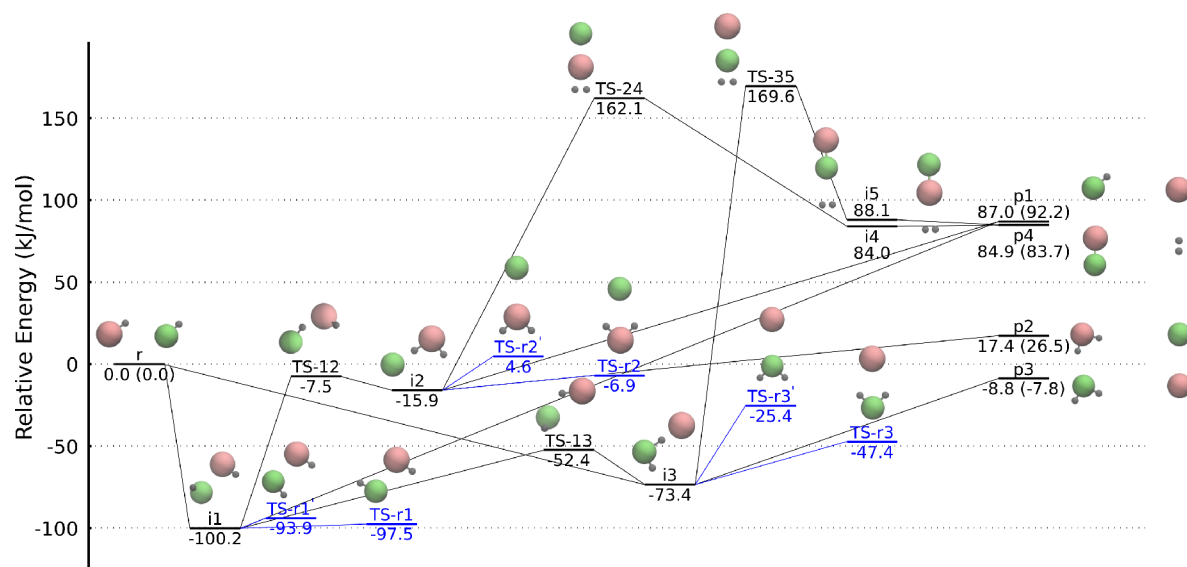 Relative Energy (kJ/mol)
150
100
50
0
-50
-100
r
0.0 (0.0)
i1
-100.2
TS-r1'
-93.9
TS-r1
-97.5
TS-12
-7.5
i2
-15.9
TS-r2'
4.6
TS-r2
-6.9
TS-13
-52.4
i3
-73.4
TS-r3'
-25.4
TS-r3
-47.4
TS-24
162.1
TS-35
169.6
i5
88.1
i4
84.0
p1
87.0 (92.2)
p4
84.9 (83.7)
p2
17.4 (26.5)
p3
-8.8 (-7.8)